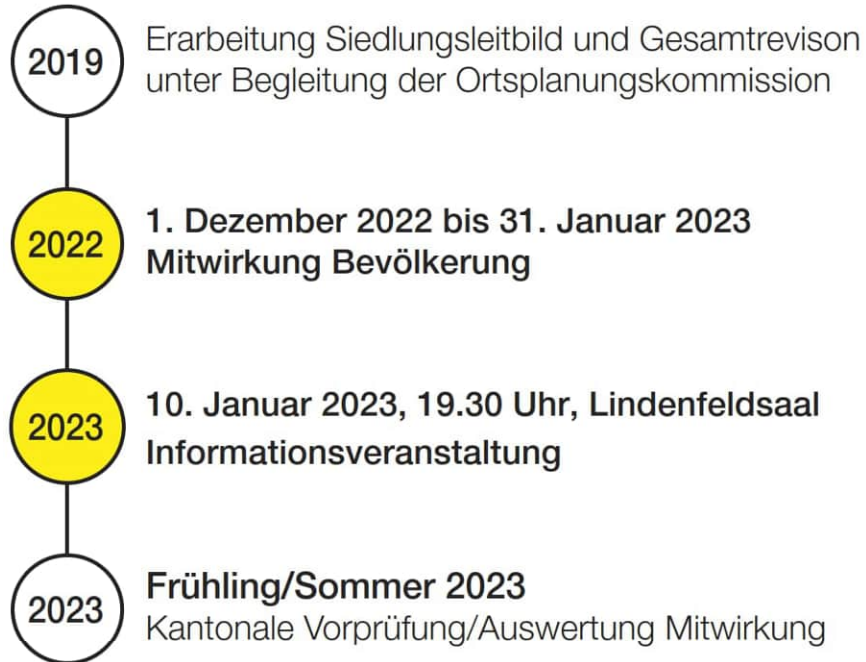 2019
Erarbeitung Siedlungsleitbild und Gesamtrevison
unter Begleitung der Ortsplanungskommission
2022
1. Dezember 2022 bis 31. Januar 2023
Mitwirkung Bevölkerung
2023
10. Januar 2023, 19.30 Uhr, Lindenfeldsaal
Informationsveranstaltung
2023
Frühling/Sommer 2023
Kantonale Vorprüfung/Auswertung Mitwirkung